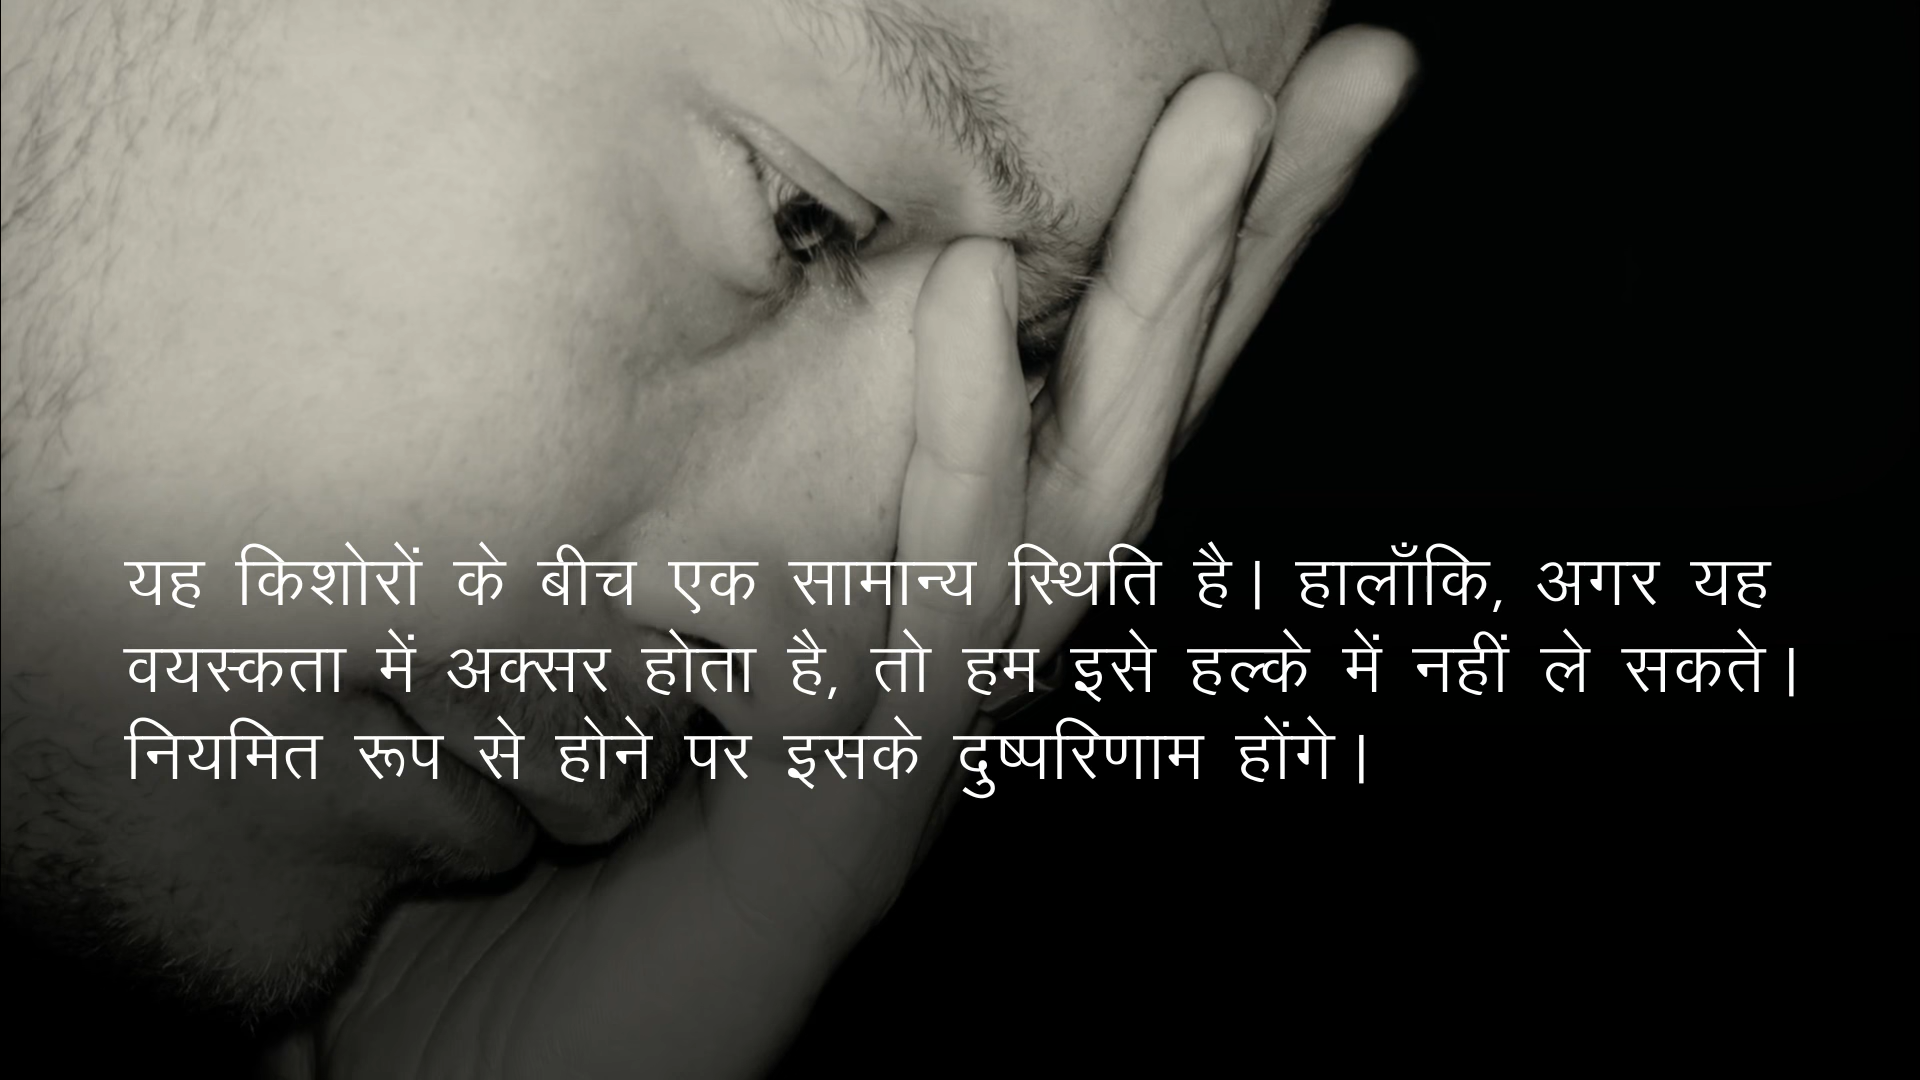 यह किशोरों के बीच एक सामान्य स्थिति है। हालाँकि, अगर यह
वयस्कता में अक्सर होता है, तो हम इसे हल्के में नहीं ले सकते।
नियमित रूप से होने पर इसके दुष्परिणाम होंगे।